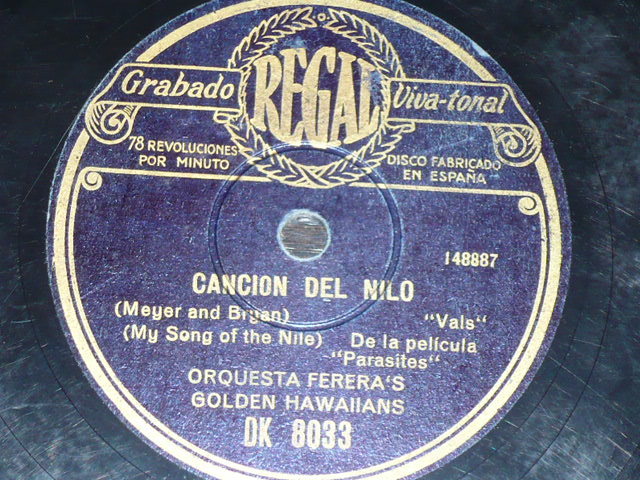 REGAL
Grabado Viva-tonal
78 REVOLUCIONES POR MINUTO
DISCO FABRICADO EN ESPAÑA
148887
CANCION DEL NILO
(Meyer and Bryan) "Vals"
(My Song of the Nile) De la película
"Parasites"
ORQUESTA FERERA'S
GOLDEN HAWAIIANS
DK 8033